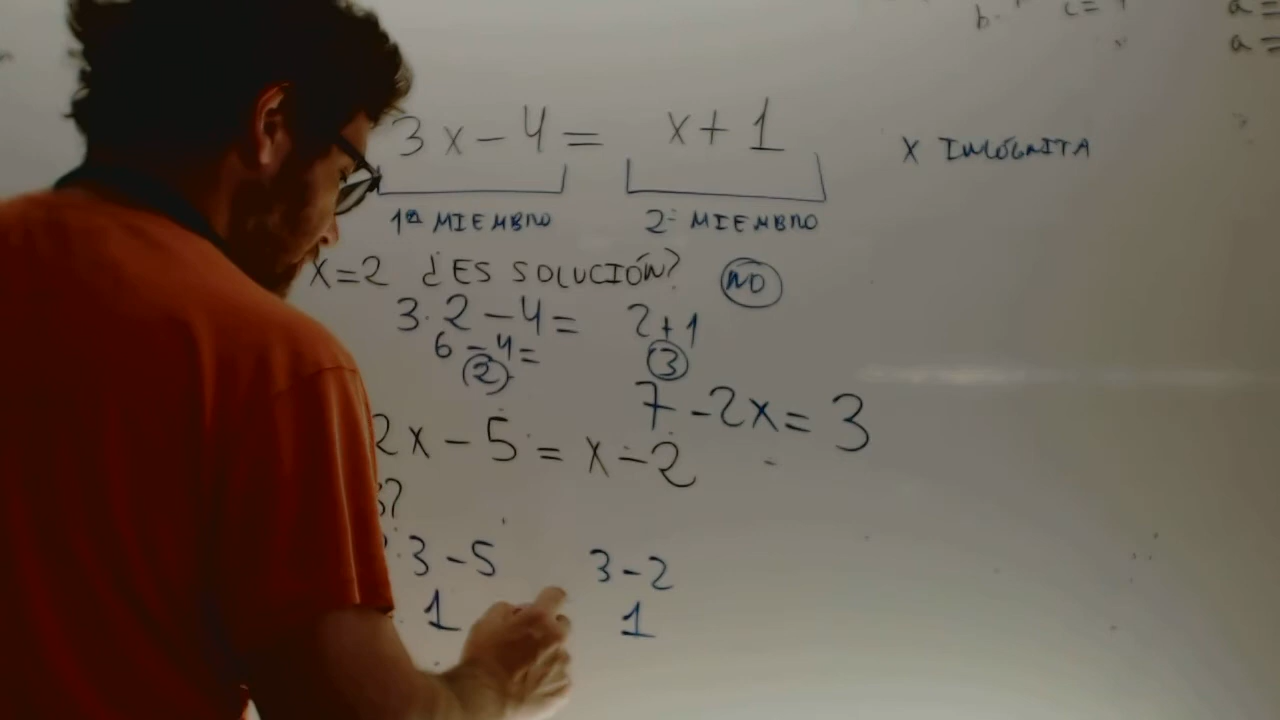 b. c=
a=
a=
3x-4= x+1
X INCÓGNITA
1ª MIEMBRO 2º MIEMBRO
x=2 ¿ES SOLUCIÓN? NO
3·2-4= 2+1
6-4= 3
2
7-2x=3
2x-5=x-2
3?
·3-5 3-2
1 1